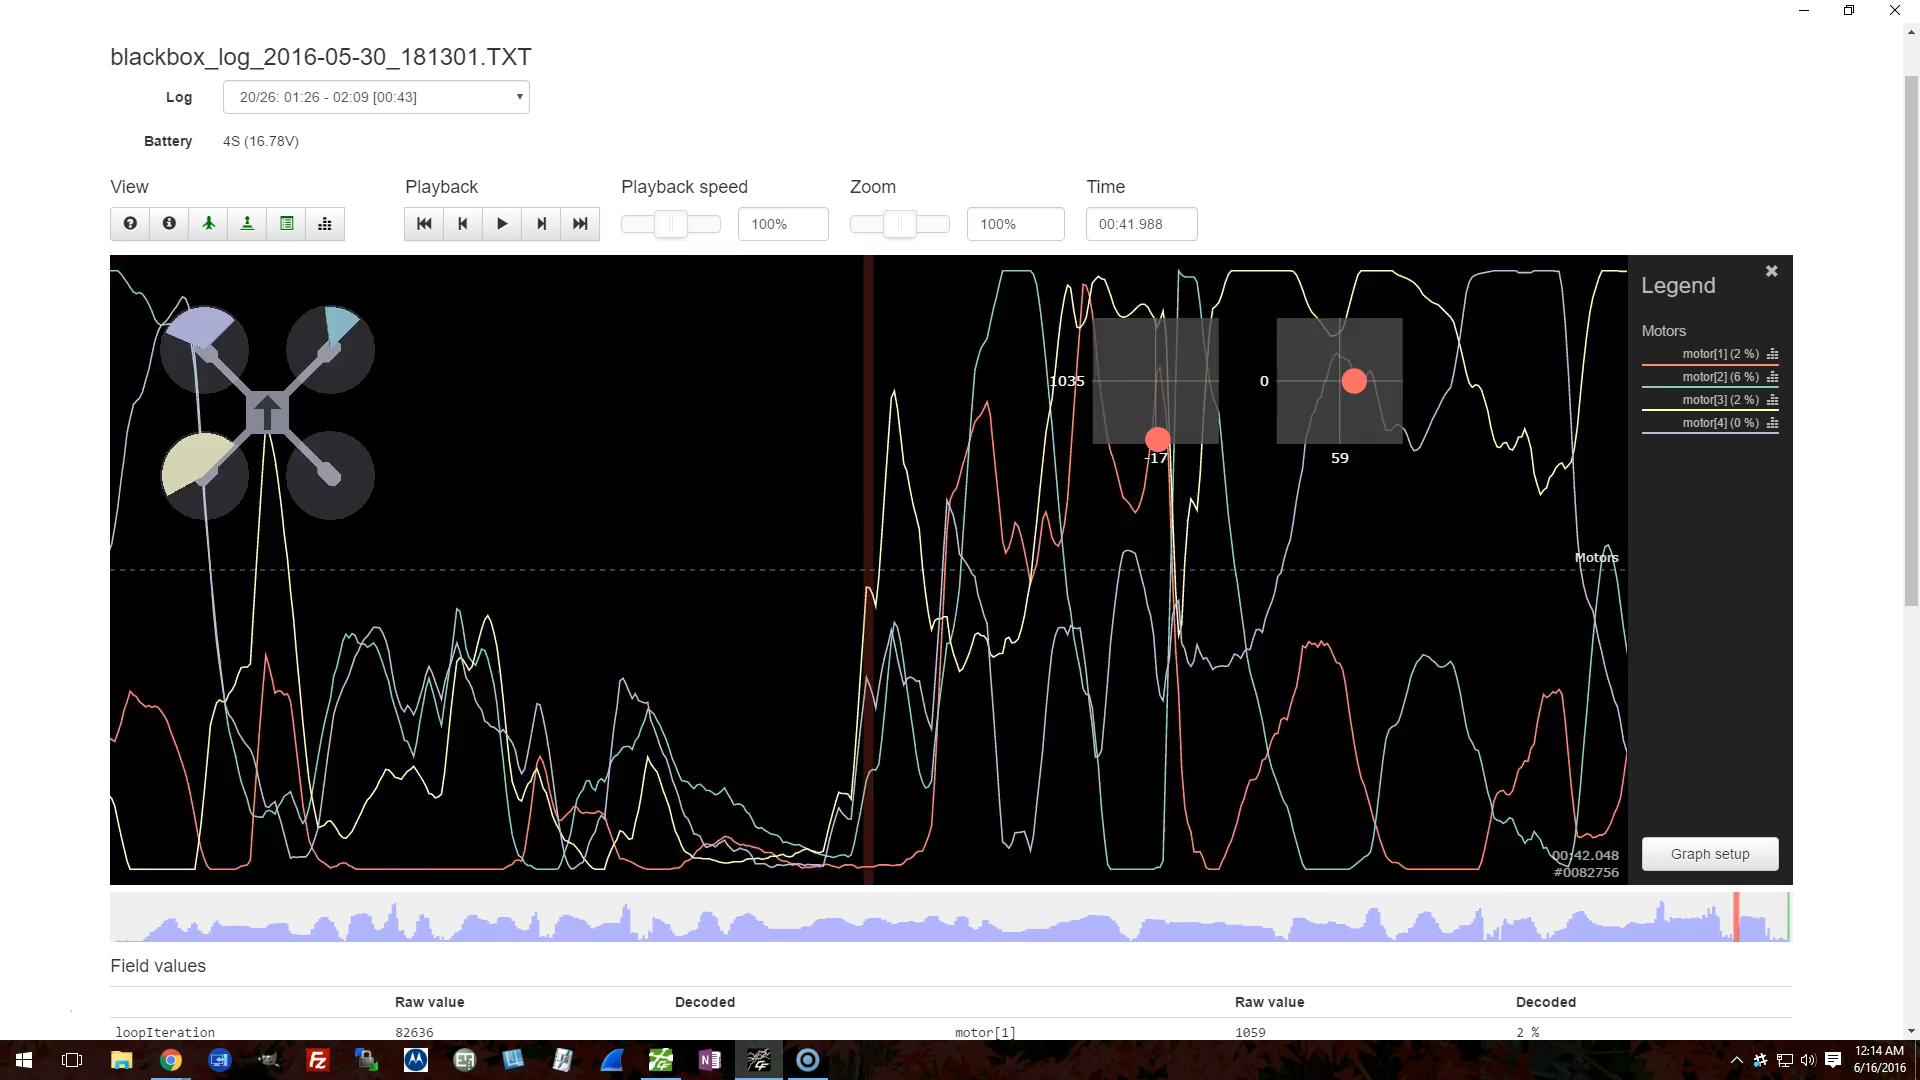 blackbox_log_2016-05-30_181301.TXT
Log 20/26: 01:26 - 02:09 [00:43]
Battery 4S (16.78V)
View Playback Playback speed Zoom Time
100% 100% 00:41.988
Legend
Motors
motor[1] (2 %)
motor[2] (6 %)
motor[3] (2 %)
motor[4] (0 %)
1035 0
-17 59
Motors
00:42.048
#0082756
Graph setup
Field values
Raw value Decoded Raw value Decoded
loopIteration 82636 motor[1] 1059 2 %
12:14 AM
6/16/2016